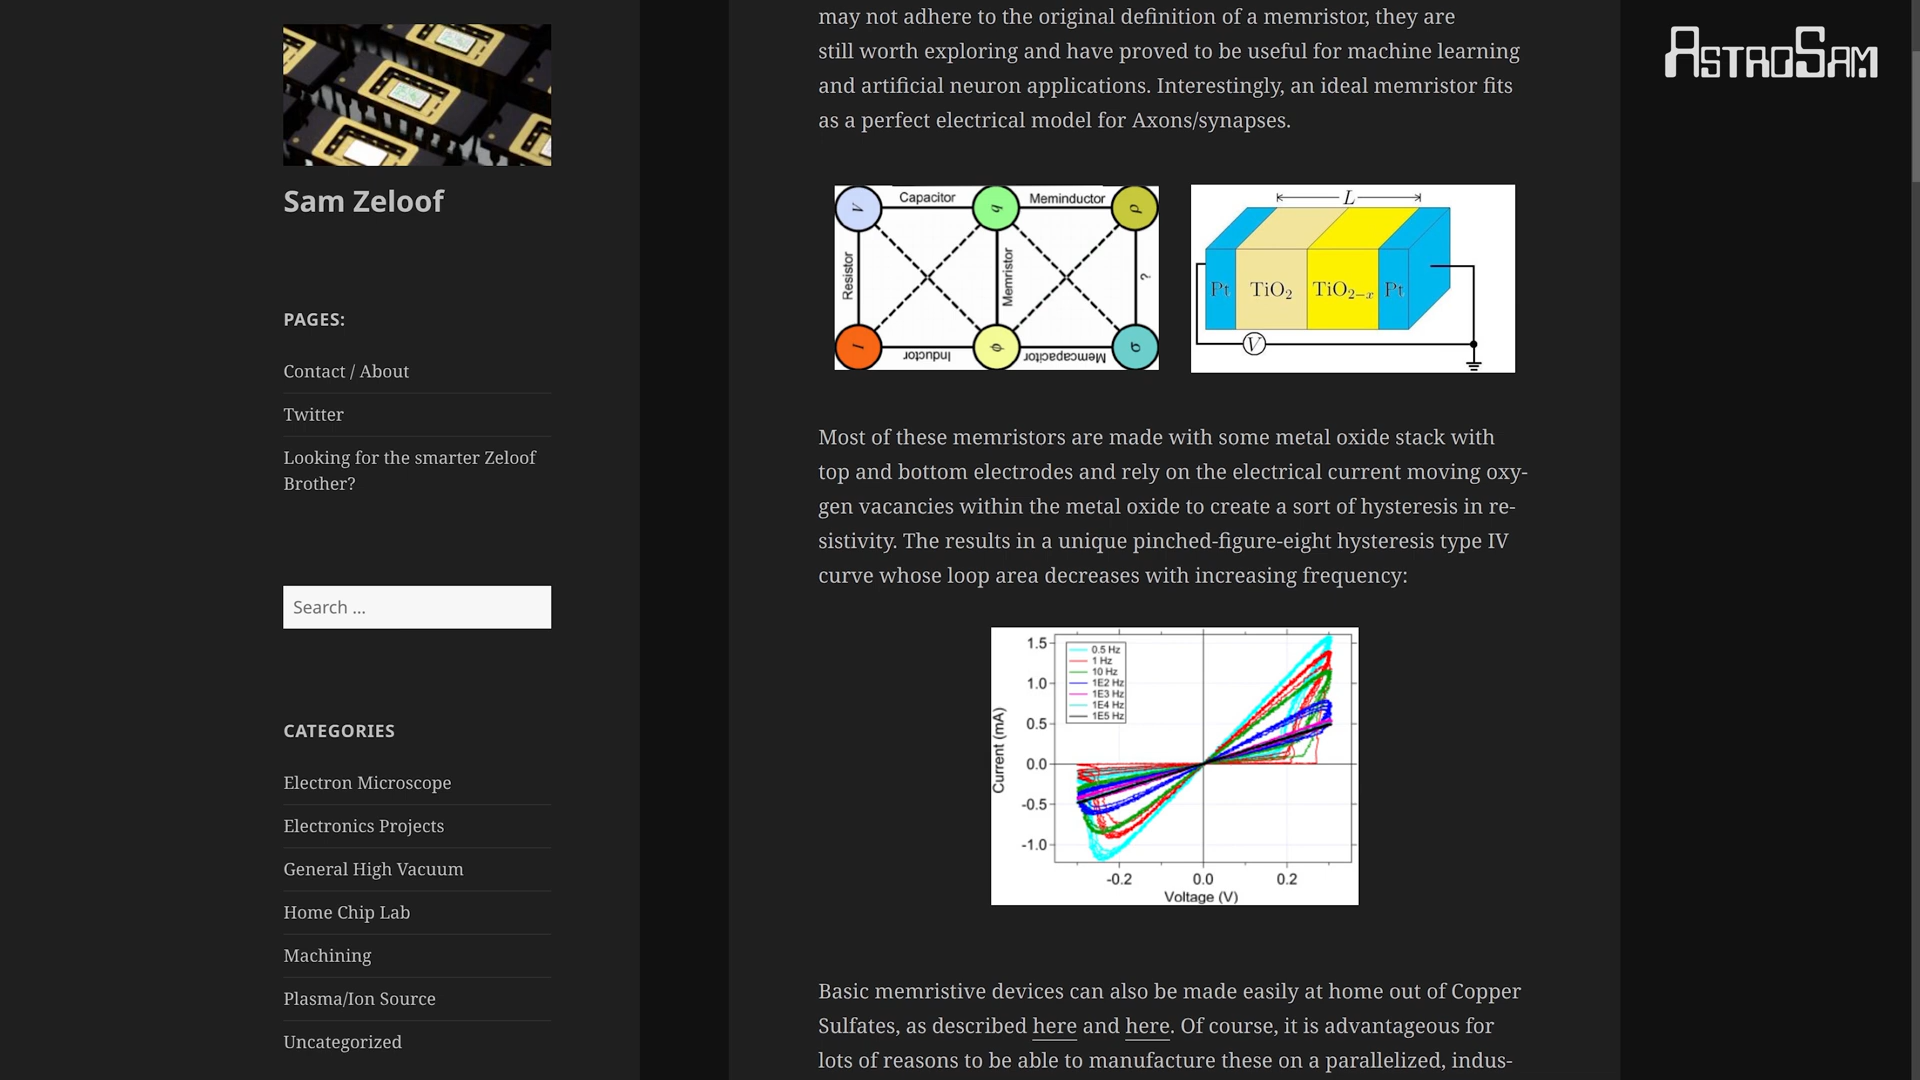 Sam Zeloof
PAGES:
Contact / About
Twitter
Looking for the smarter Zeloof
Brother?
Search ...
CATEGORIES
Electron Microscope
Electronics Projects
General High Vacuum
Home Chip Lab
Machining
Plasma/Ion Source
Uncategorized
may not adhere to the original definition of a memristor, they are
still worth exploring and have proved to be useful for machine learning
and artificial neuron applications. Interestingly, an ideal memristor fits
as a perfect electrical model for Axons/synapses.
V
Capacitor
q
Meminductor
ρ
Resistor
Memristor
?
I
Inductor
φ
Memcapacitor
σ
L
Pt
TiO2
TiO2−x
Pt
V
Most of these memristors are made with some metal oxide stack with
top and bottom electrodes and rely on the electrical current moving oxy-
gen vacancies within the metal oxide to create a sort of hysteresis in re-
sistivity. The results in a unique pinched-figure-eight hysteresis type IV
curve whose loop area decreases with increasing frequency:
1.5
1.0
0.5
0.0
-0.5
-1.0
Current (mA)
0.5 Hz
1 Hz
10 Hz
1E2 Hz
1E3 Hz
1E4 Hz
1E5 Hz
-0.2
0.0
0.2
Voltage (V)
Basic memristive devices can also be made easily at home out of Copper
Sulfates, as described here and here. Of course, it is advantageous for
lots of reasons to be able to manufacture these on a parallelized, indus-
ASTROSAM